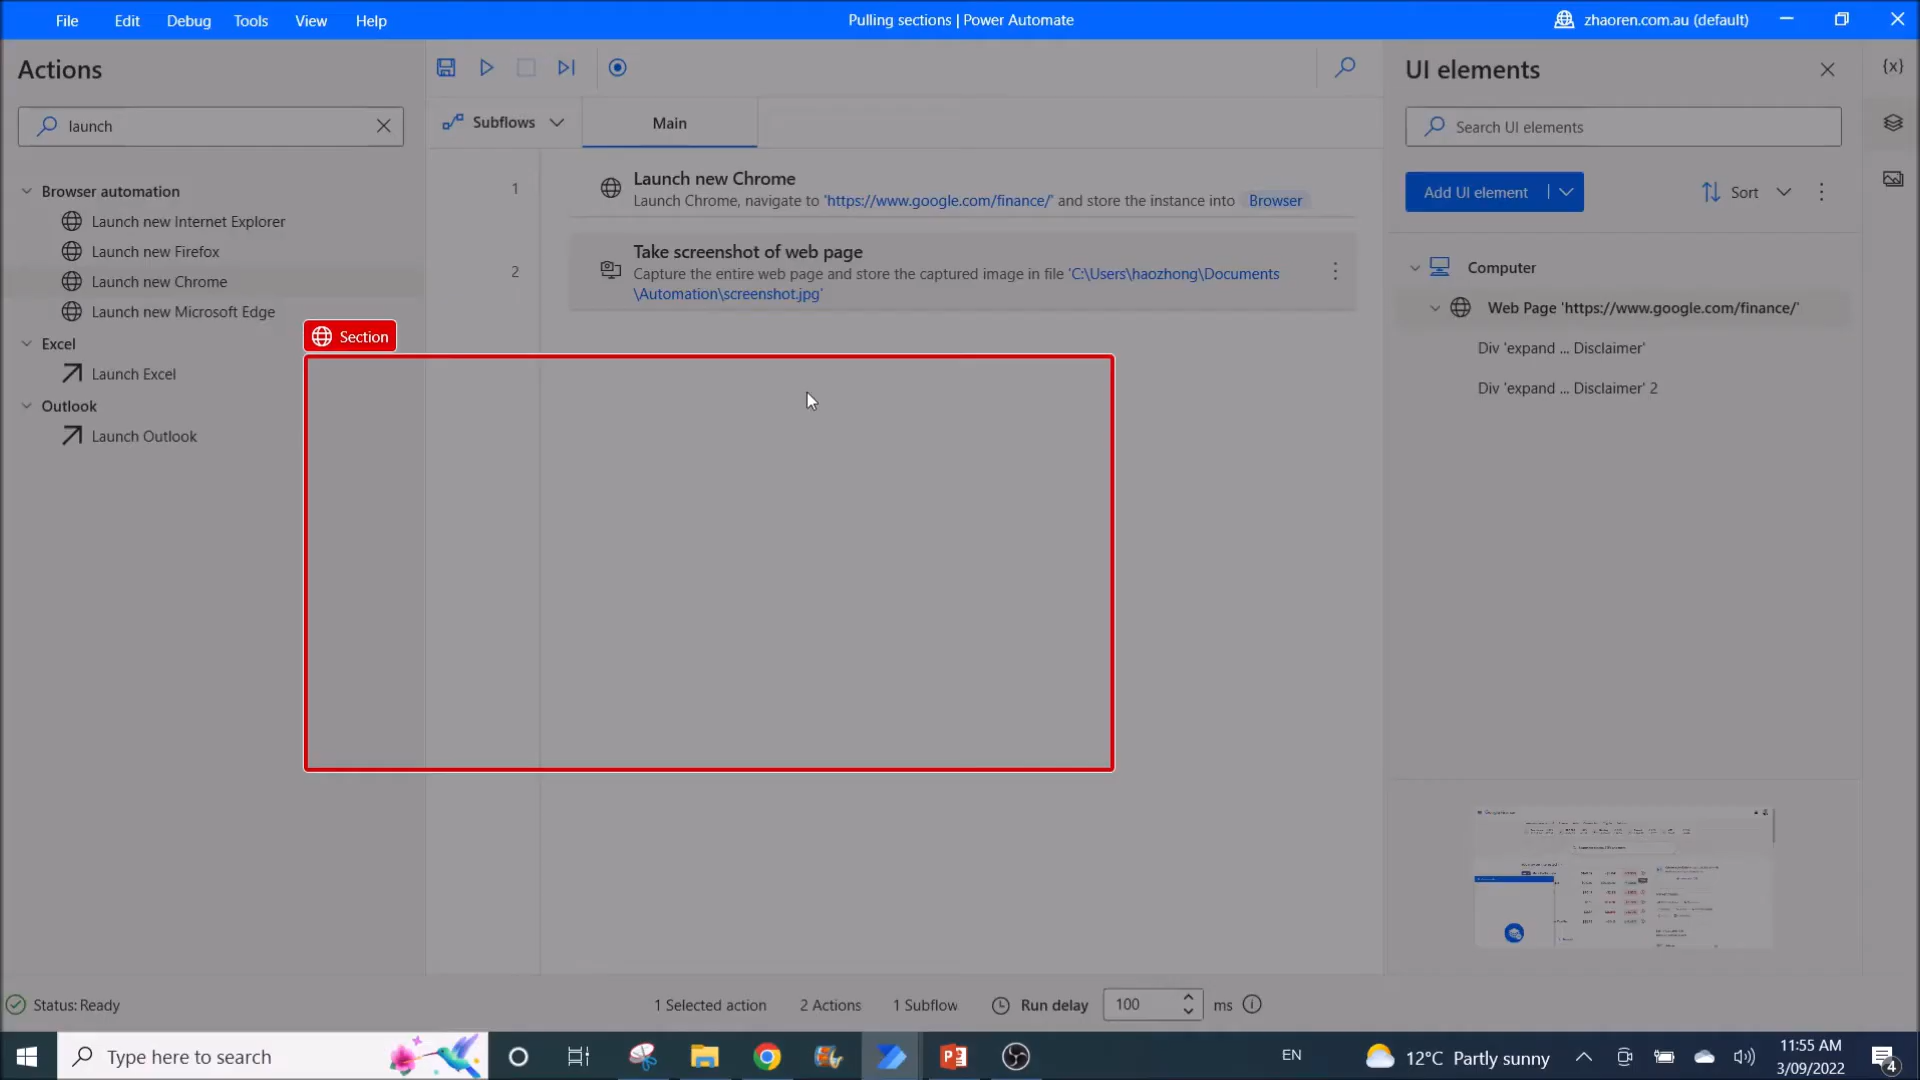 File Edit Debug Tools View Help
Pulling sections | Power Automate
zhaoren.com.au (default)
Actions
launch
Browser automation
Launch new Internet Explorer
Launch new Firefox
Launch new Chrome
Launch new Microsoft Edge
Excel
Launch Excel
Outlook
Launch Outlook
Subflows
Main
1
Launch new Chrome
Launch Chrome, navigate to 'https://www.google.com/finance/' and store the instance into Browser
2
Take screenshot of web page
Capture the entire web page and store the captured image in file 'C:\Users\haozhong\Documents
\Automation\screenshot.jpg'
Section
UI elements
{x}
Search UI elements
Add UI element
Sort
Computer
Web Page 'https://www.google.com/finance/'
Div 'expand ... Disclaimer'
Div 'expand ... Disclaimer' 2
Status: Ready
1 Selected action
2 Actions
1 Subflow
Run delay
100
ms
Type here to search
EN
12°C Partly sunny
11:55 AM
3/09/2022
4